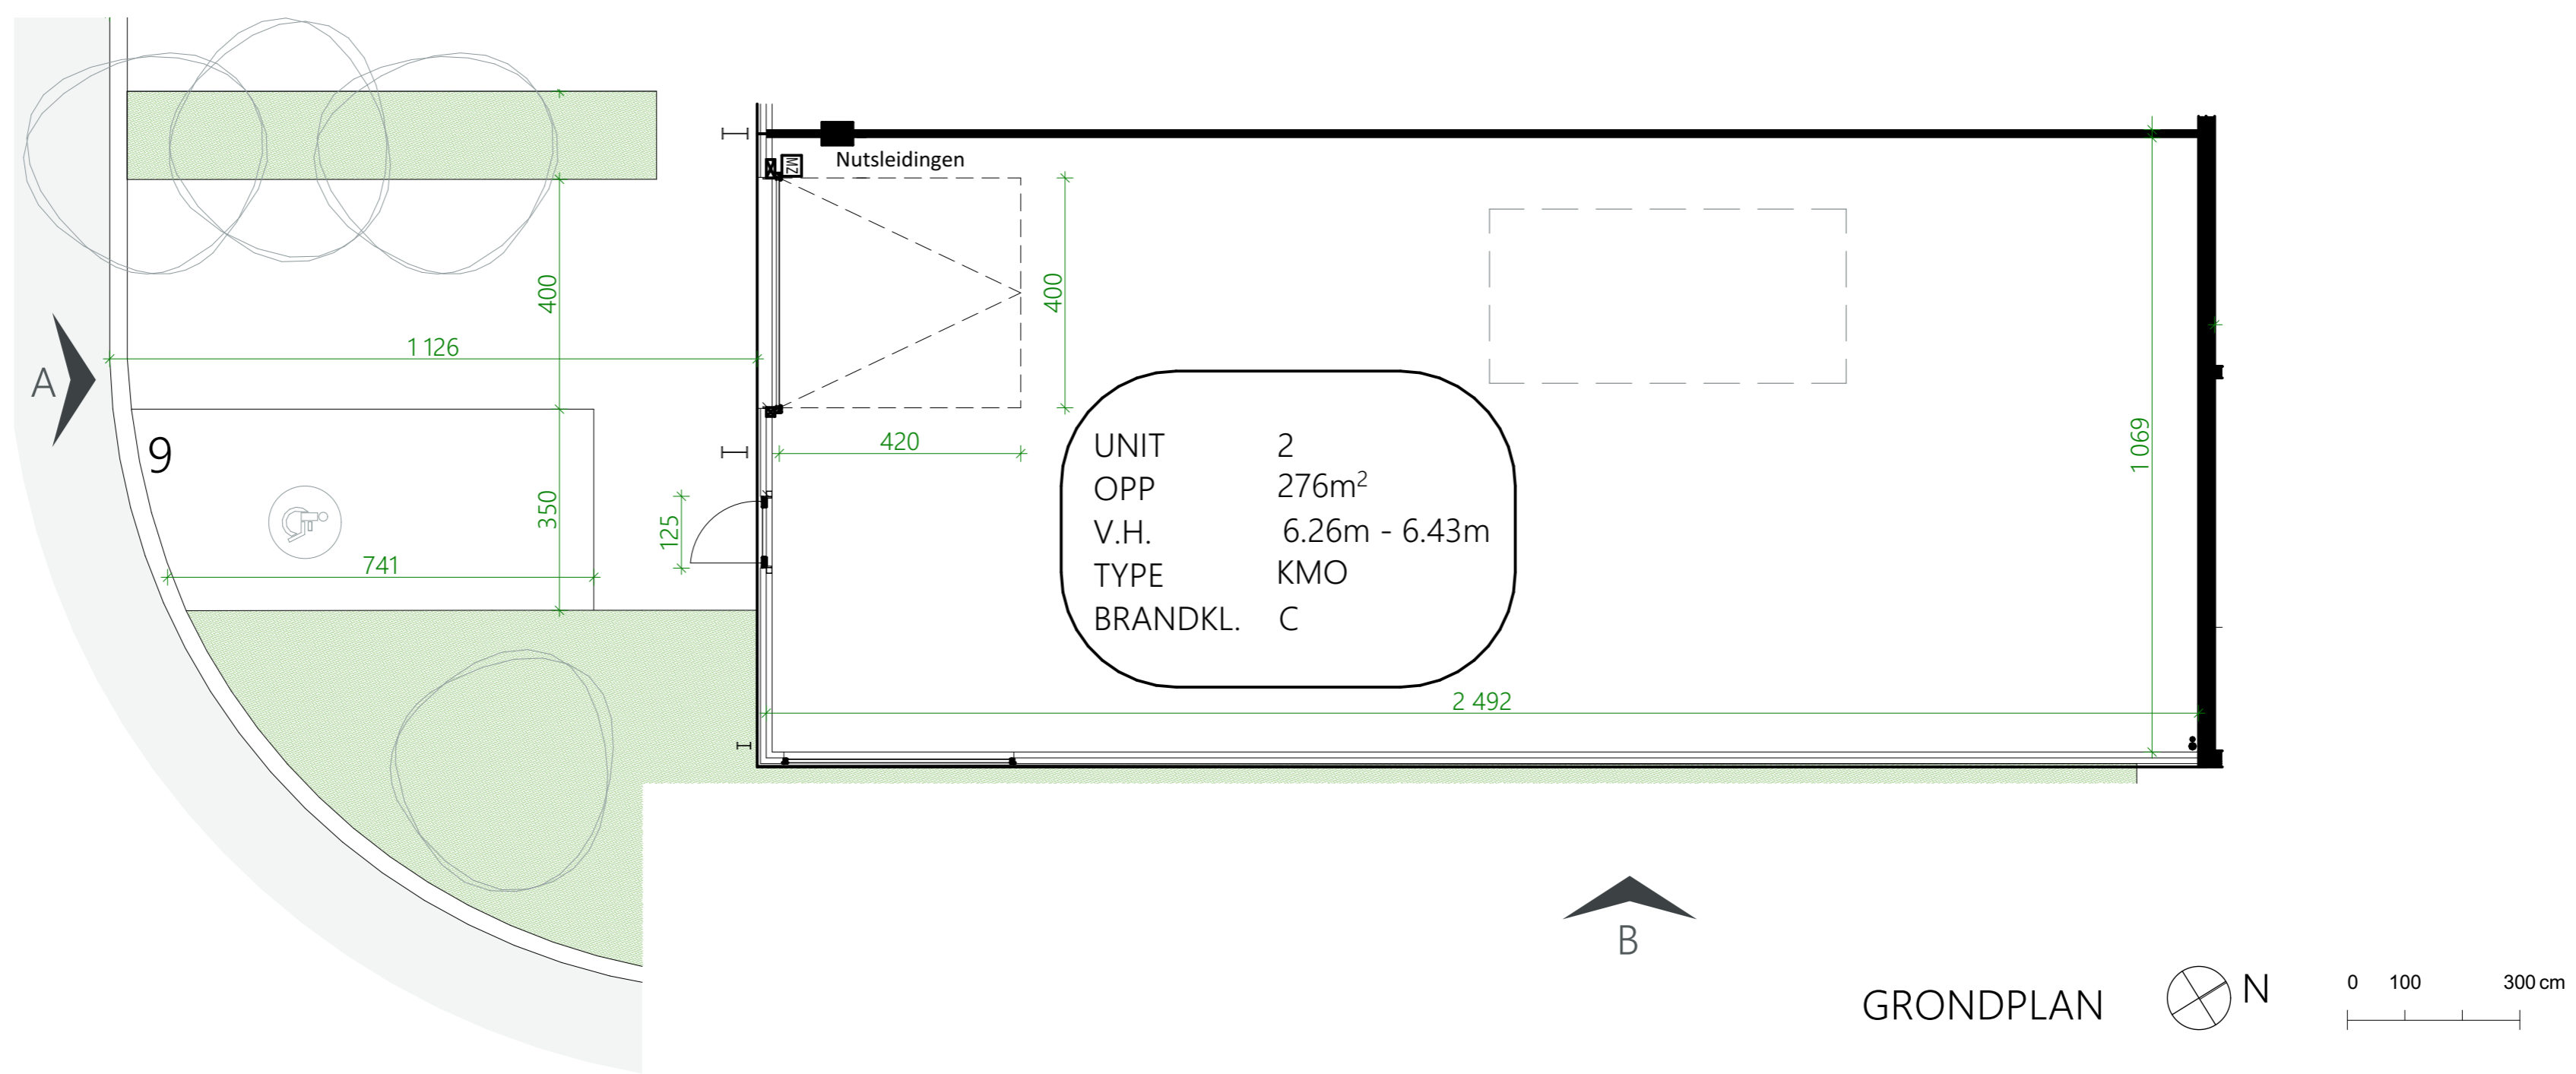 Nutsleidingen
MZ
400
400
1 126
A
9
420
350
125
741
1 069
UNIT 2
OPP 276m²
V.H. 6.26m - 6.43m
TYPE KMO
BRANDKL. C
2 492
B
GRONDPLAN
N
0 100 300 cm